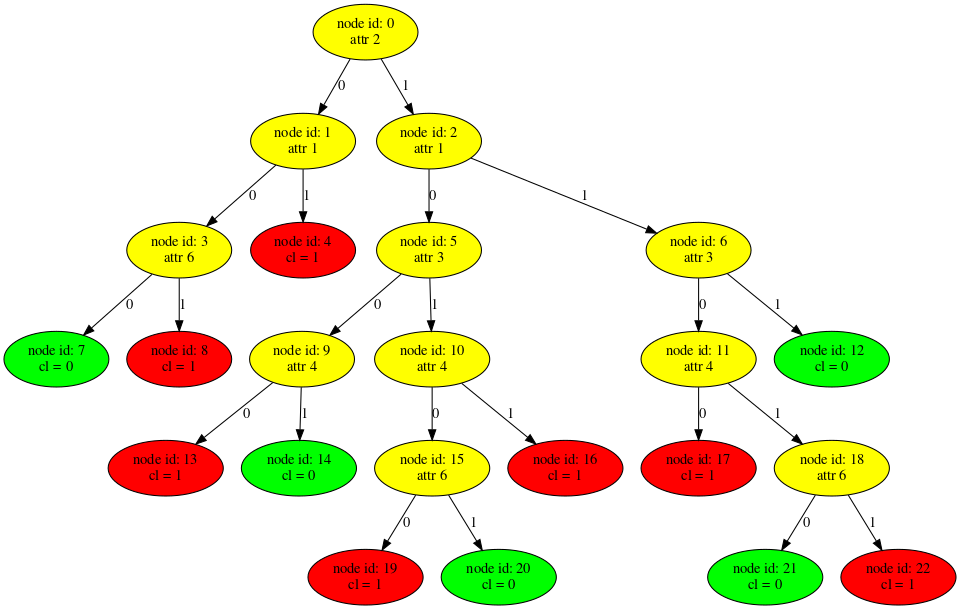 node id: 0
attr 2
0
1
node id: 1
attr 1
node id: 2
attr 1
0
1
0
1
node id: 3
attr 6
node id: 4
cl = 1
node id: 5
attr 3
node id: 6
attr 3
0
1
0
1
0
1
node id: 7
cl = 0
node id: 8
cl = 1
node id: 9
attr 4
node id: 10
attr 4
node id: 11
attr 4
node id: 12
cl = 0
0
1
0
1
0
1
node id: 13
cl = 1
node id: 14
cl = 0
node id: 15
attr 6
node id: 16
cl = 1
node id: 17
cl = 1
node id: 18
attr 6
0
1
0
1
node id: 19
cl = 1
node id: 20
cl = 0
node id: 21
cl = 0
node id: 22
cl = 1